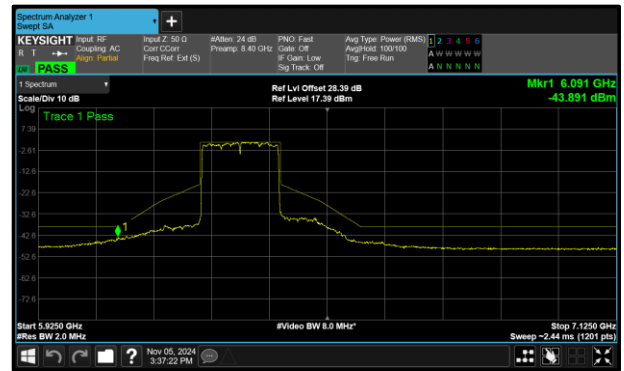 Spectrum Analyzer 1
Swept SA
+
KEYSIGHT
R T
PASS
Input: RF
Coupling: AC
Align: Partial
Input Z: 50 Ω
Corr CCorr
Freq Ref: Ext (S)
#Atten: 24 dB
Preamp: 8.40 GHz
PNO: Fast
Gate: Off
IF Gain: Low
Sig Track: Off
Avg Type: Power (RMS)
Avg|Hold: 100/100
Trig: Free Run
1 2 3 4 5 6
A W W W W W
A N N N N N
1 Spectrum
Scale/Div 10 dB
Ref Lvl Offset 28.39 dB
Ref Level 17.39 dBm
Mkr1 6.091 GHz
-43.891 dBm
Log
Trace 1 Pass
7.39
-2.61
-12.6
-22.6
-32.6
-42.6
-52.6
-62.6
-72.6
1
Start 5.9250 GHz
#Res BW 2.0 MHz
#Video BW 8.0 MHz*
Stop 7.1250 GHz
Sweep ~2.44 ms (1201 pts)
?
Nov 05, 2024
3:37:22 PM